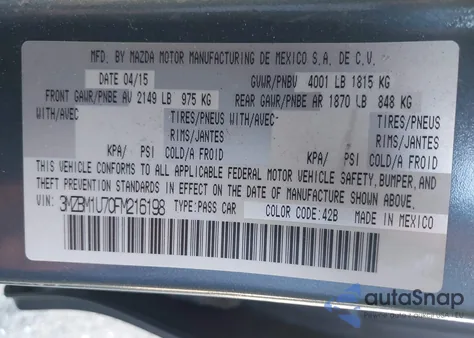 MFD. BY MAZDA MOTOR MANUFACTURING DE MEXICO S.A. DE C.V.
DATE 04/15 GVWR/PNBV 4001 LB 1815 KG
FRONT GAWR/PNBE AV 2149 LB 975 KG REAR GAWR/PNBE AR 1870 LB 848 KG
WITH/AVEC TIRES/PNEUS WITH/AVEC TIRES/PNEUS
RIMS/JANTES RIMS/JANTES
KPA/ PSI COLD/A FROID KPA/ PSI COLD/A FROID
THIS VEHICLE CONFORMS TO ALL APPLICABLE FEDERAL MOTOR VEHICLE SAFETY, BUMPER, AND
THEFT PREVENTION STANDARDS IN EFFECT ON THE DATE OF MANUFACTURE SHOWN ABOVE.
VIN: 3MZBM1U70FM216198 TYPE:PASS CAR COLOR CODE:42B MADE IN MEXICO
autoSnap